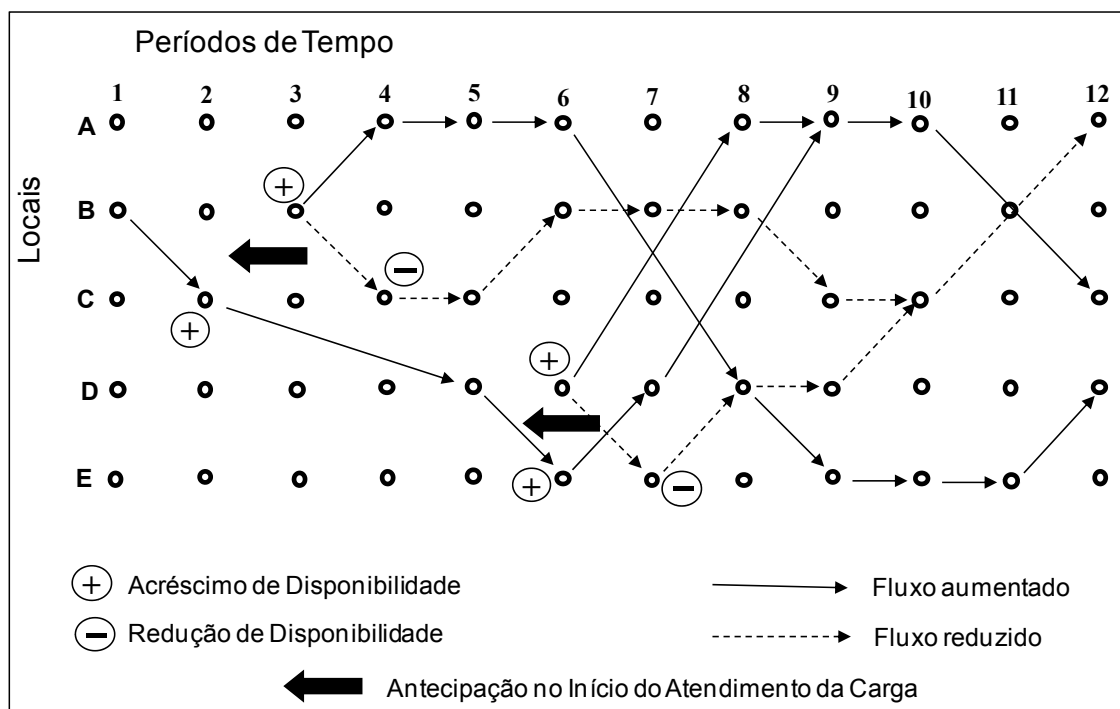 Períodos de Tempo
1 2 3 4 5 6 7 8 9 10 11 12
Locais
A
B
+
C
−
+
D
+
E
+
−
+ Acréscimo de Disponibilidade
Fluxo aumentado
− Redução de Disponibilidade
Fluxo reduzido
Antecipação no Início do Atendimento da Carga